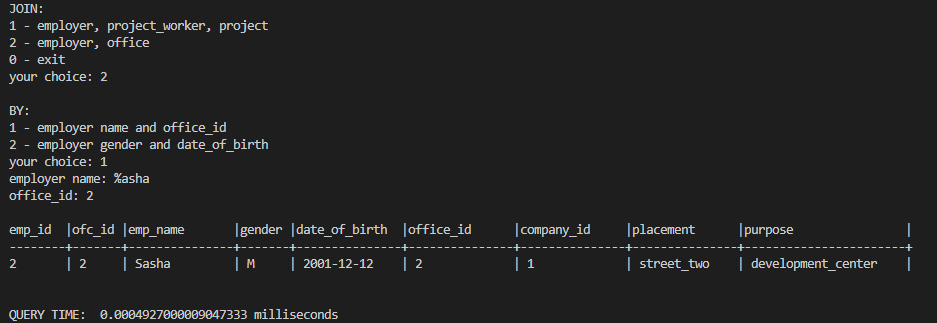 JOIN:
1 - employer, project_worker, project
2 - employer, office
0 - exit
your choice: 2
BY:
1 - employer name and office_id
2 - employer gender and date_of_birth
your choice: 1
employer name: %asha
office_id: 2
emp_id |ofc_id |emp_name |gender |date_of_birth |office_id |company_id |placement |purpose |
--------+-------+---------------+-------+---------------+---------------+---------------+---------------+-----------------------+
2 | 2 | Sasha | M | 2001-12-12 | 2 | 1 | street_two | development_center |
QUERY TIME: 0.0004927000009047333 milliseconds